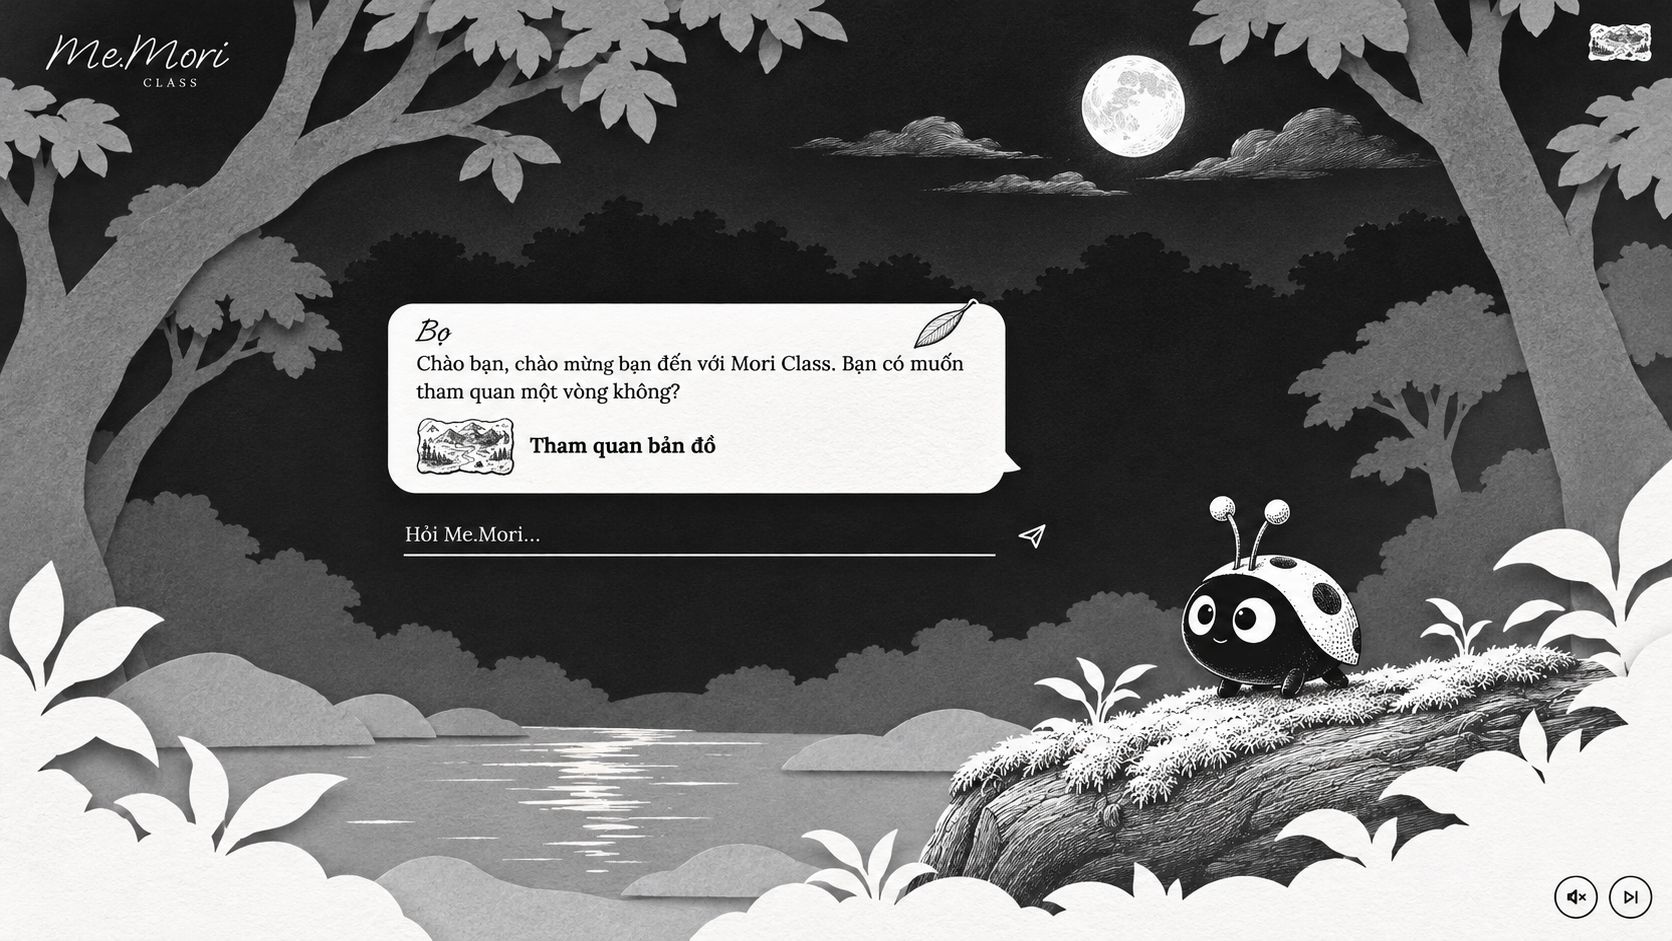 Me.Mori
CLASS
Bọ
Chào bạn, chào mừng bạn đến với Mori Class. Bạn có muốn
tham quan một vòng không?
Tham quan bản đồ
Hỏi Me.Mori...